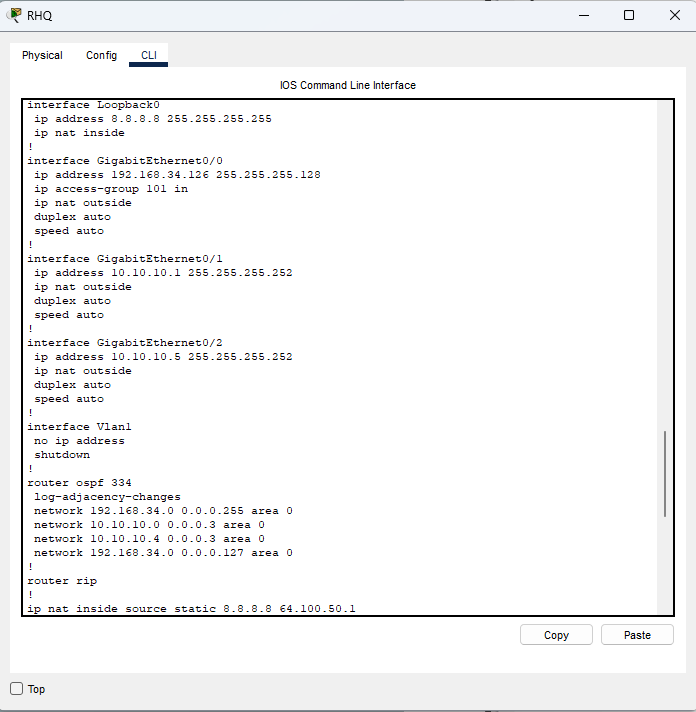 RHQ
Physical Config CLI
IOS Command Line Interface
interface Loopback0
ip address 8.8.8.8 255.255.255.255
ip nat inside
!
interface GigabitEthernet0/0
ip address 192.168.34.126 255.255.255.128
ip access-group 101 in
ip nat outside
duplex auto
speed auto
!
interface GigabitEthernet0/1
ip address 10.10.10.1 255.255.255.252
ip nat outside
duplex auto
speed auto
!
interface GigabitEthernet0/2
ip address 10.10.10.5 255.255.255.252
ip nat outside
duplex auto
speed auto
!
interface Vlan1
no ip address
shutdown
!
router ospf 334
log-adjacency-changes
network 192.168.34.0 0.0.0.255 area 0
network 10.10.10.0 0.0.0.3 area 0
network 10.10.10.4 0.0.0.3 area 0
network 192.168.34.0 0.0.0.127 area 0
!
router rip
!
ip nat inside source static 8.8.8.8 64.100.50.1
Copy Paste
Top